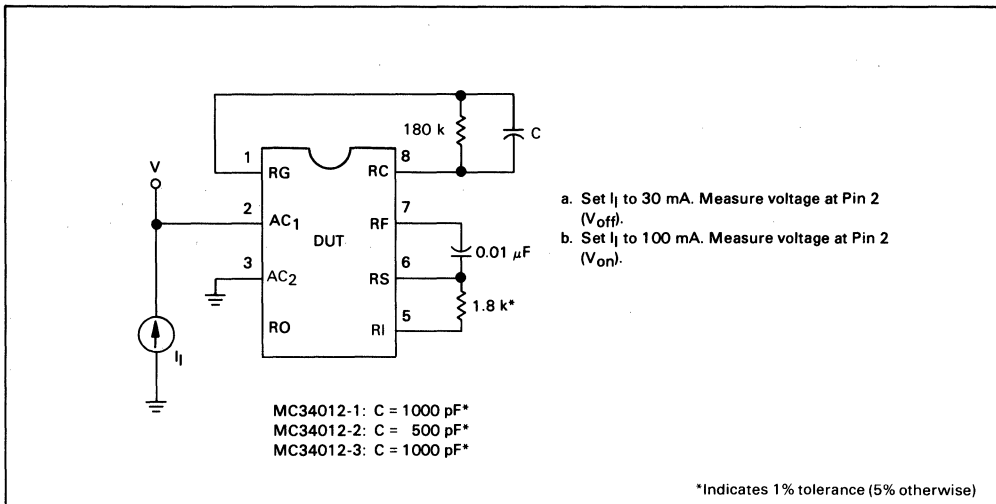 180 k
C
1
RG
RC
8
V
2
AC1
RF
7
DUT
0.01 μF
3
AC2
RS
6
1.8 k*
RO
RI
5
II
a. Set II to 30 mA. Measure voltage at Pin 2
(Voff).
b. Set II to 100 mA. Measure voltage at Pin 2
(Von).
MC34012-1: C = 1000 pF*
MC34012-2: C = 500 pF*
MC34012-3: C = 1000 pF*
*Indicates 1% tolerance (5% otherwise)